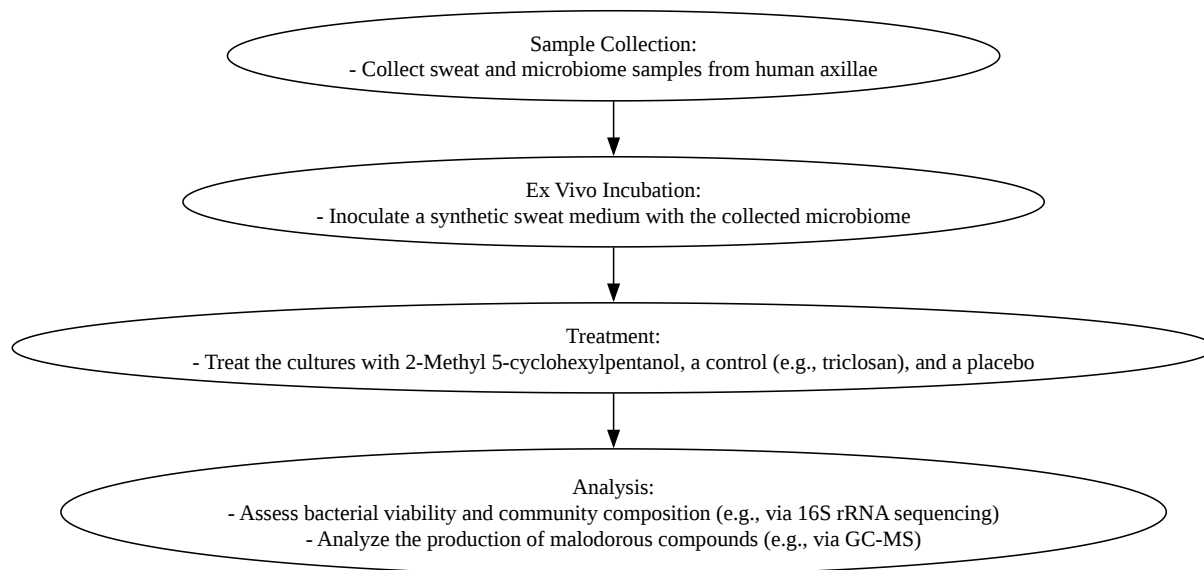 Sample Collection:
- Collect sweat and microbiome samples from human axillae
Ex Vivo Incubation:
- Inoculate a synthetic sweat medium with the collected microbiome
Treatment:
- Treat the cultures with 2-Methyl 5-cyclohexylpentanol, a control (e.g., triclosan), and a placebo
Analysis:
- Assess bacterial viability and community composition (e.g., via 16S rRNA sequencing)
- Analyze the production of malodorous compounds (e.g., via GC-MS)